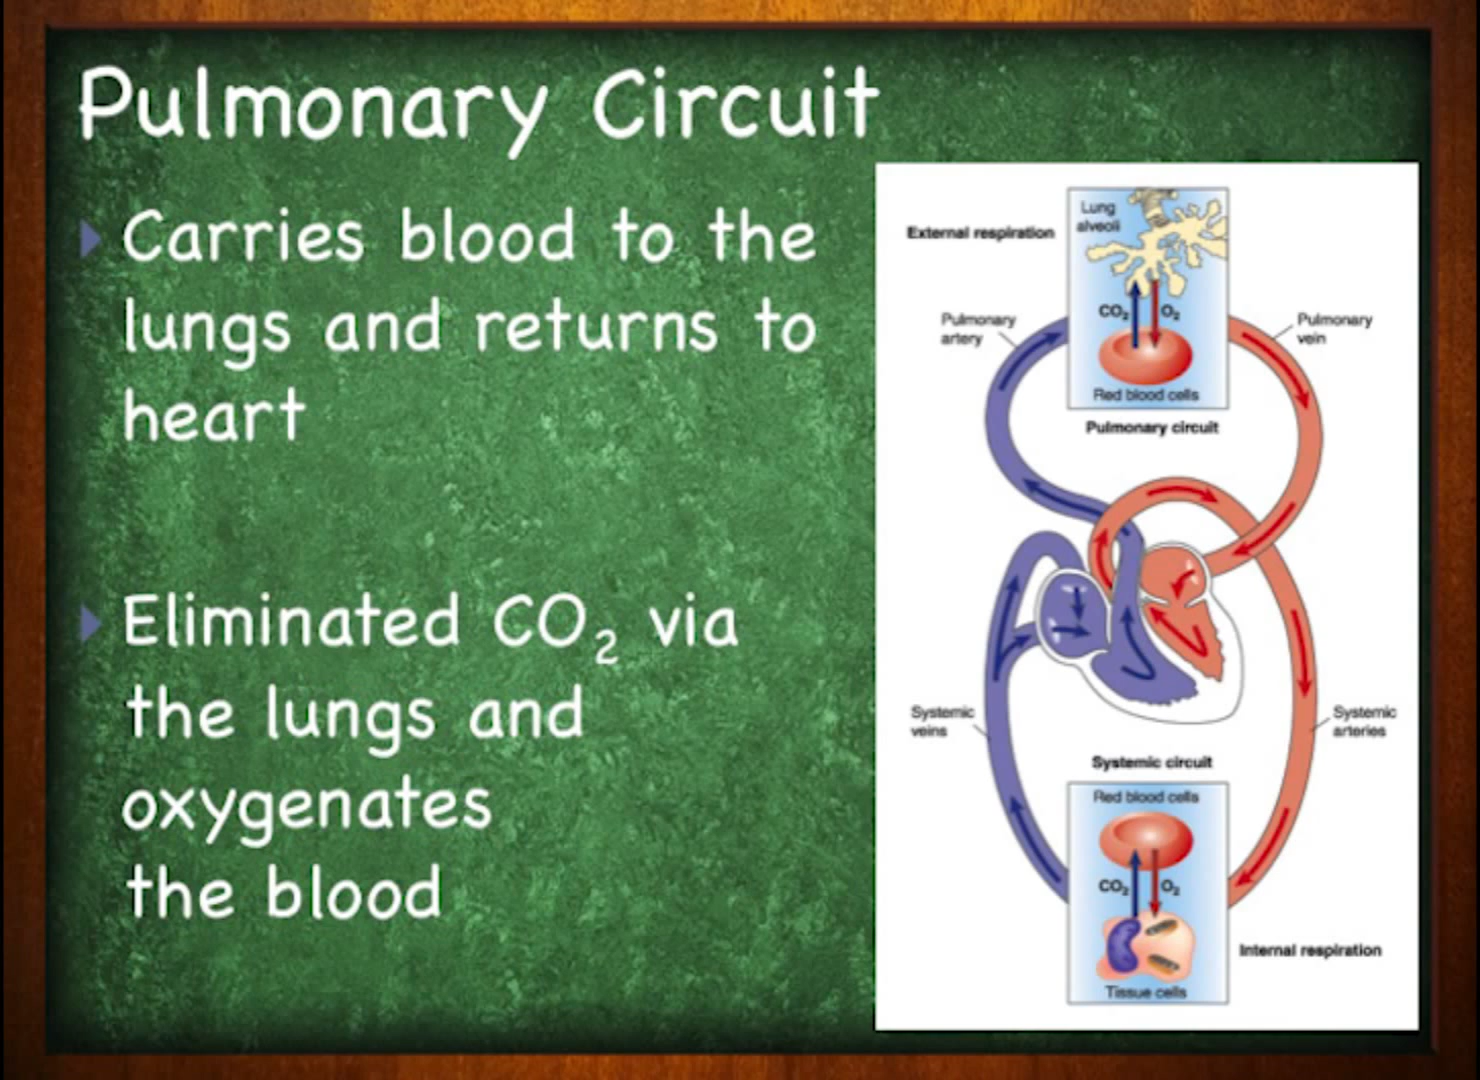 Pulmonary Circuit
Carries blood to the
lungs and returns to
heart
Eliminated CO₂ via
the lungs and
oxygenates
the blood
External respiration
Lung
alveoli
CO₂
O₂
Red blood cells
Pulmonary
artery
Pulmonary
vein
Pulmonary circuit
Systemic
veins
Systemic
arteries
Systemic circuit
Red blood cells
CO₂
O₂
Tissue cells
Internal respiration